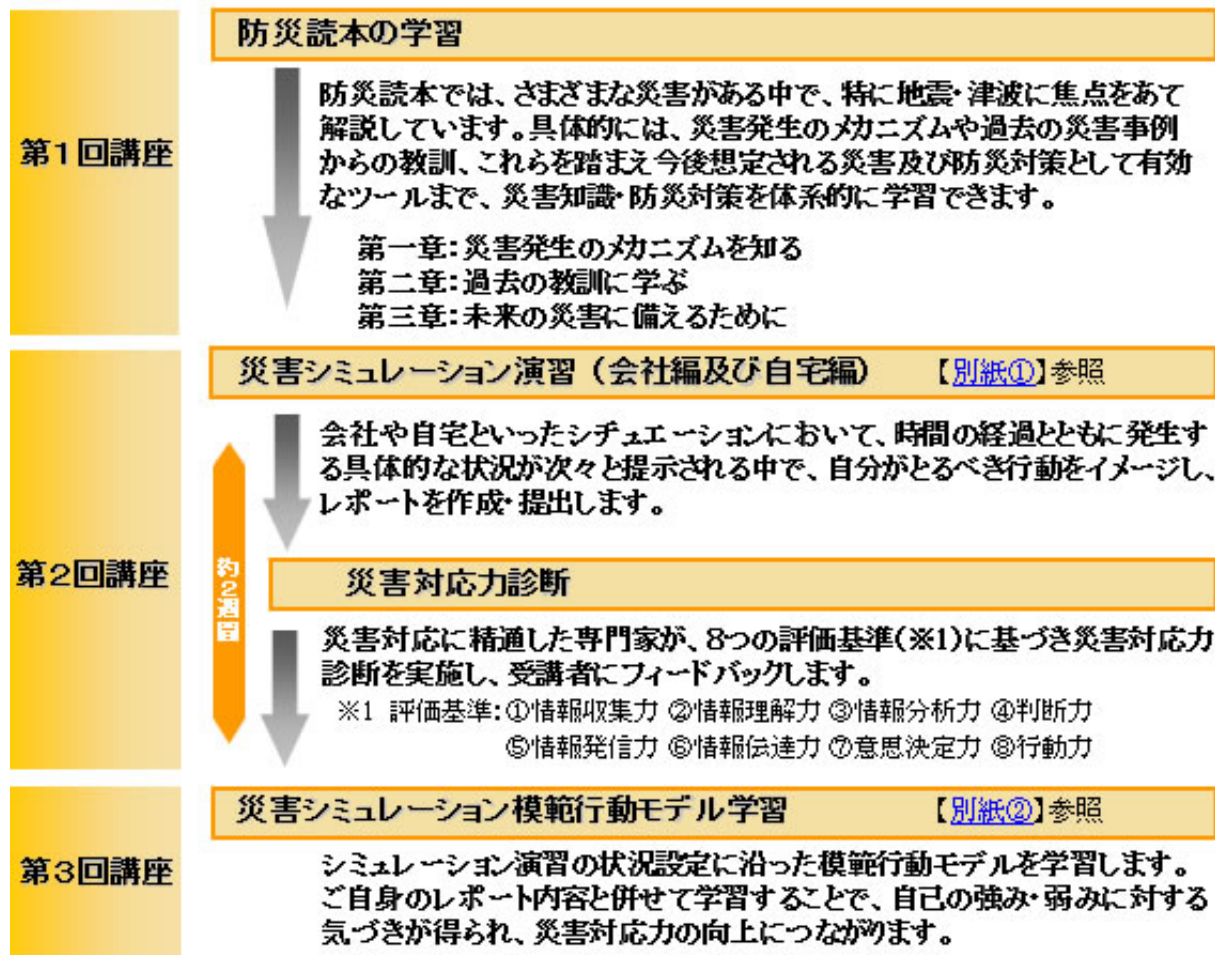 防災読本の学習
第1回講座
防災読本では、さまざまな災害がある中で、特に地震・津波に焦点をあて
解説しています。具体的には、災害発生のメカニズムや過去の災害事例
からの教訓、これらを踏まえ今後想定される災害及び防災対策として有効
なツールまで、災害知識・防災対策を体系的に学習できます。
第一章：災害発生のメカニズムを知る
第二章：過去の教訓に学ぶ
第三章：未来の災害に備えるために
災害シミュレーション演習（会社編及び自宅編） 【別紙①】参照
第2回講座
会社や自宅といったシチュエーションにおいて、時間の経過とともに発生す
る具体的な状況が次々と提示される中で、自分がとるべき行動をイメージし、
レポートを作成・提出します。
約2週間
災害対応力診断
災害対応に精通した専門家が、8つの評価基準(※1)に基づき災害対応力
診断を実施し、受講者にフィードバックします。
※1 評価基準：①情報収集力 ②情報理解力 ③情報分析力 ④判断力
⑤情報発信力 ⑥情報伝達力 ⑦意思決定力 ⑧行動力
災害シミュレーション模範行動モデル学習 【別紙②】参照
第3回講座
シミュレーション演習の状況設定に沿った模範行動モデルを学習します。
ご自身のレポート内容と併せて学習することで、自己の強み・弱みに対する
気づきが得られ、災害対応力の向上につながります。